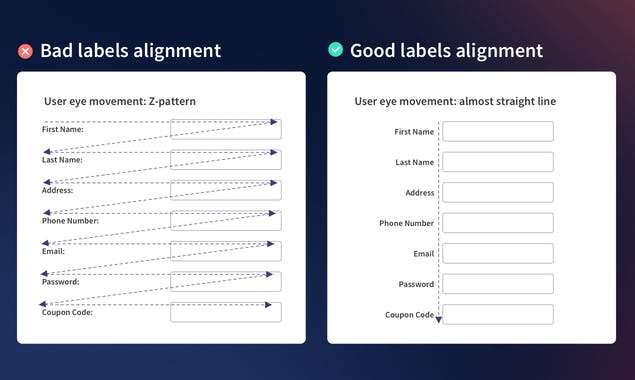 Bad labels alignment
User eye movement: Z-pattern
First Name:
Last Name:
Address:
Phone Number:
Email:
Password:
Coupon Code:
Good labels alignment
User eye movement: almost straight line
First Name
Last Name
Address
Phone Number
Email
Password
Coupon Code